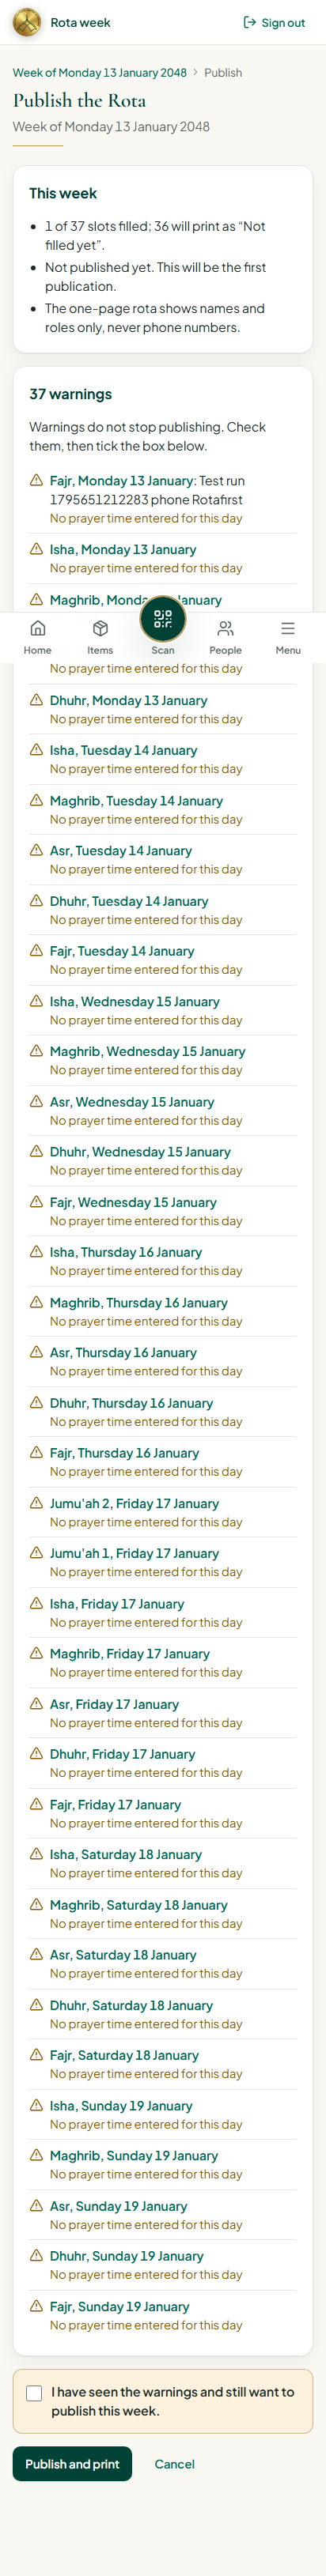 Rota week
Sign out
Week of Monday 13 January 2048 > Publish
Publish the Rota
Week of Monday 13 January 2048
This week
• 1 of 37 slots filled; 36 will print as “Not
filled yet”.
• Not published yet. This will be the first
publication.
• The one-page rota shows names and
roles only, never phone numbers.
37 warnings
Warnings do not stop publishing. Check
them, then tick the box below.
Fajr, Monday 13 January: Test run
1795651212283 phone Rotafirst
No prayer time entered for this day
Isha, Monday 13 January
No prayer time entered for this day
Maghrib, Monda
Home
Items
Scan
People
Menu
No prayer time entered for this day
Dhuhr, Monday 13 January
No prayer time entered for this day
Isha, Tuesday 14 January
No prayer time entered for this day
Maghrib, Tuesday 14 January
No prayer time entered for this day
Asr, Tuesday 14 January
No prayer time entered for this day
Dhuhr, Tuesday 14 January
No prayer time entered for this day
Fajr, Tuesday 14 January
No prayer time entered for this day
Isha, Wednesday 15 January
No prayer time entered for this day
Maghrib, Wednesday 15 January
No prayer time entered for this day
Asr, Wednesday 15 January
No prayer time entered for this day
Dhuhr, Wednesday 15 January
No prayer time entered for this day
Fajr, Wednesday 15 January
No prayer time entered for this day
Isha, Thursday 16 January
No prayer time entered for this day
Maghrib, Thursday 16 January
No prayer time entered for this day
Asr, Thursday 16 January
No prayer time entered for this day
Dhuhr, Thursday 16 January
No prayer time entered for this day
Fajr, Thursday 16 January
No prayer time entered for this day
Jumu'ah 2, Friday 17 January
No prayer time entered for this day
Jumu'ah 1, Friday 17 January
No prayer time entered for this day
Isha, Friday 17 January
No prayer time entered for this day
Maghrib, Friday 17 January
No prayer time entered for this day
Asr, Friday 17 January
No prayer time entered for this day
Dhuhr, Friday 17 January
No prayer time entered for this day
Fajr, Friday 17 January
No prayer time entered for this day
Isha, Saturday 18 January
No prayer time entered for this day
Maghrib, Saturday 18 January
No prayer time entered for this day
Asr, Saturday 18 January
No prayer time entered for this day
Dhuhr, Saturday 18 January
No prayer time entered for this day
Fajr, Saturday 18 January
No prayer time entered for this day
Isha, Sunday 19 January
No prayer time entered for this day
Maghrib, Sunday 19 January
No prayer time entered for this day
Asr, Sunday 19 January
No prayer time entered for this day
Dhuhr, Sunday 19 January
No prayer time entered for this day
Fajr, Sunday 19 January
No prayer time entered for this day
I have seen the warnings and still want to
publish this week.
Publish and print
Cancel